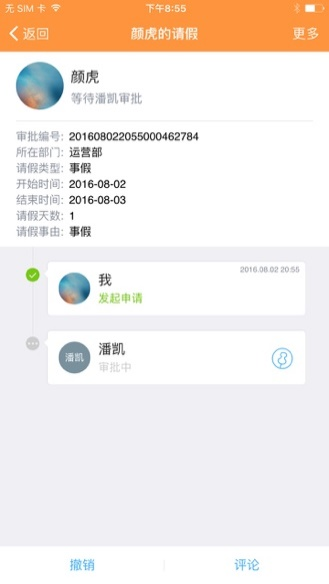 无 SIM 卡
下午8:55
返回
颜虎的请假
更多
颜虎
等待潘凯审批
审批编号: 201608022055000462784
所在部门: 运营部
请假类型: 事假
开始时间: 2016-08-02
结束时间: 2016-08-03
请假天数: 1
请假事由: 事假
2016.08.02 20:55
我
发起申请
潘凯
潘凯
审批中
撤销
评论